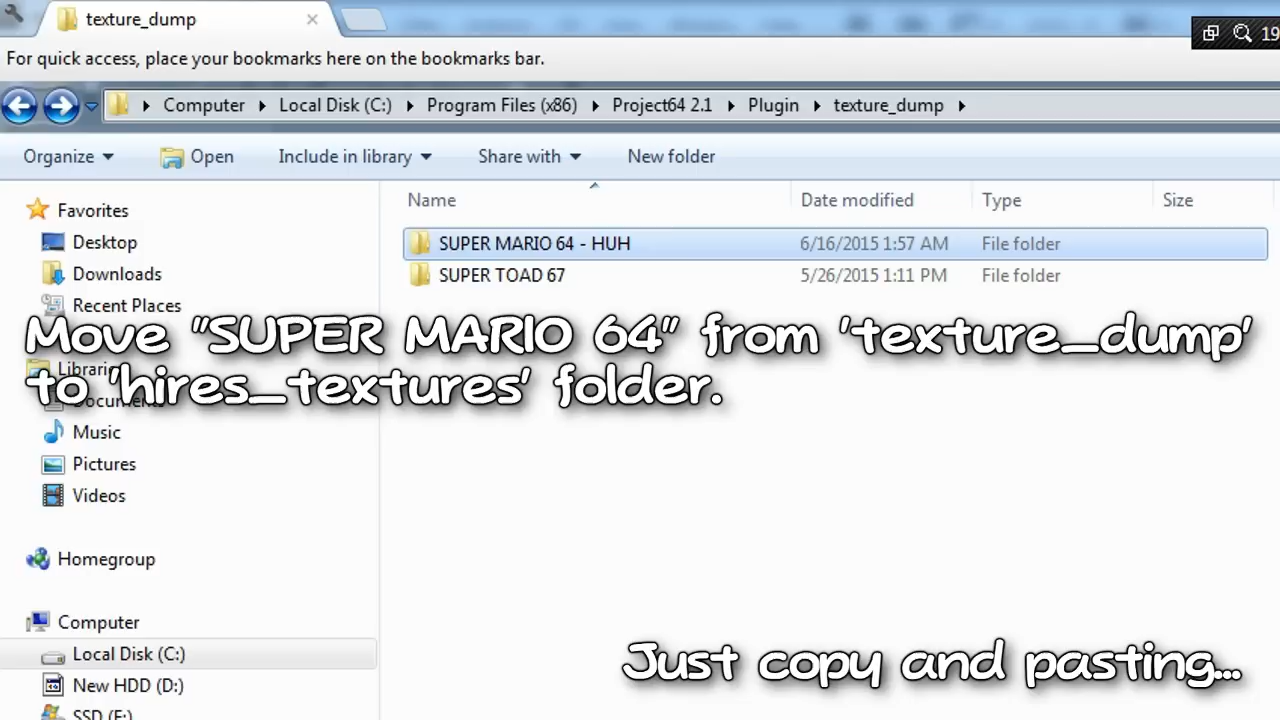 texture_dump
19
For quick access, place your bookmarks here on the bookmarks bar.
Computer Local Disk (C:) Program Files (x86) Project64 2.1 Plugin texture_dump
Organize Open Include in library Share with New folder
Name Date modified Type Size
Favorites
Desktop
Downloads
Recent Places
SUPER MARIO 64 - HUH 6/16/2015 1:57 AM File folder
SUPER TOAD 67 5/26/2015 1:11 PM File folder
Move "SUPER MARIO 64" from 'texture_dump'
to 'hires_textures' folder.
Music
Pictures
Videos
Homegroup
Computer
Local Disk (C:)
New HDD (D:)
SSD (F:)
Just copy and pasting...